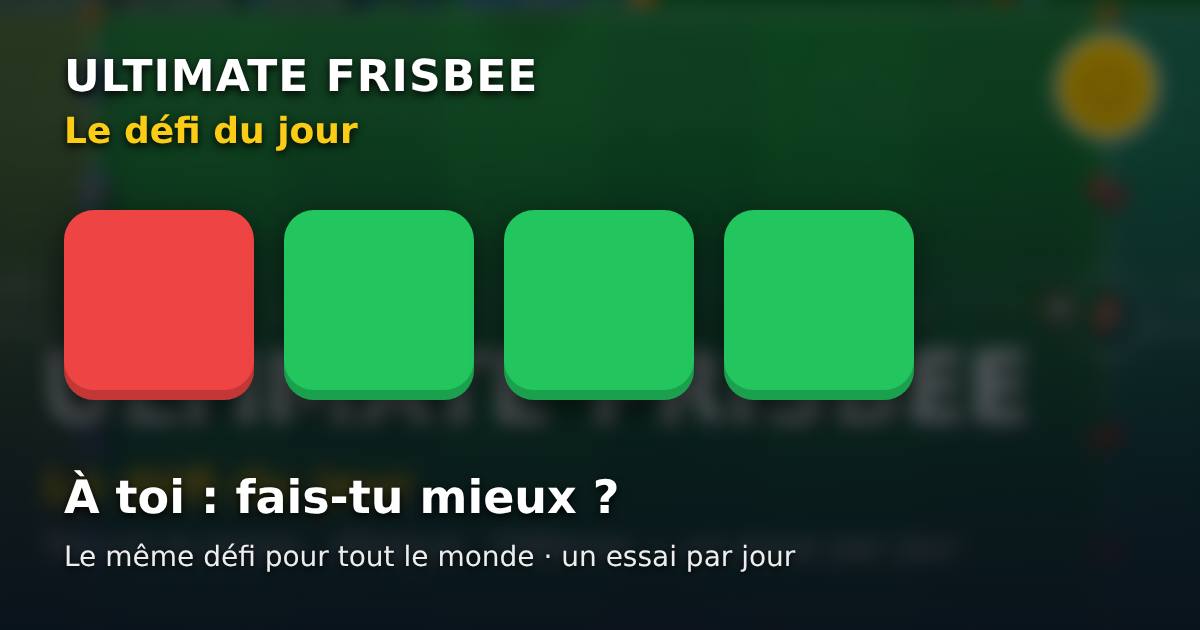 ULTIMATE FRISBEE
Le défi du jour
À toi : fais-tu mieux ?
Le même défi pour tout le monde · un essai par jour